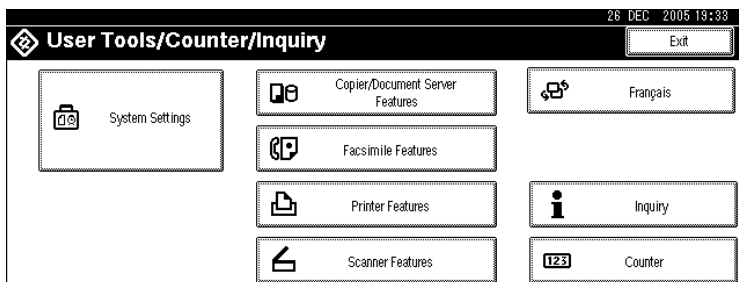 26 DEC 2005 19:33
User Tools/Counter/Inquiry
Exit
System Settings
Copier/Document Server
Features
Français
Facsimile Features
Printer Features
Inquiry
Scanner Features
123
Counter